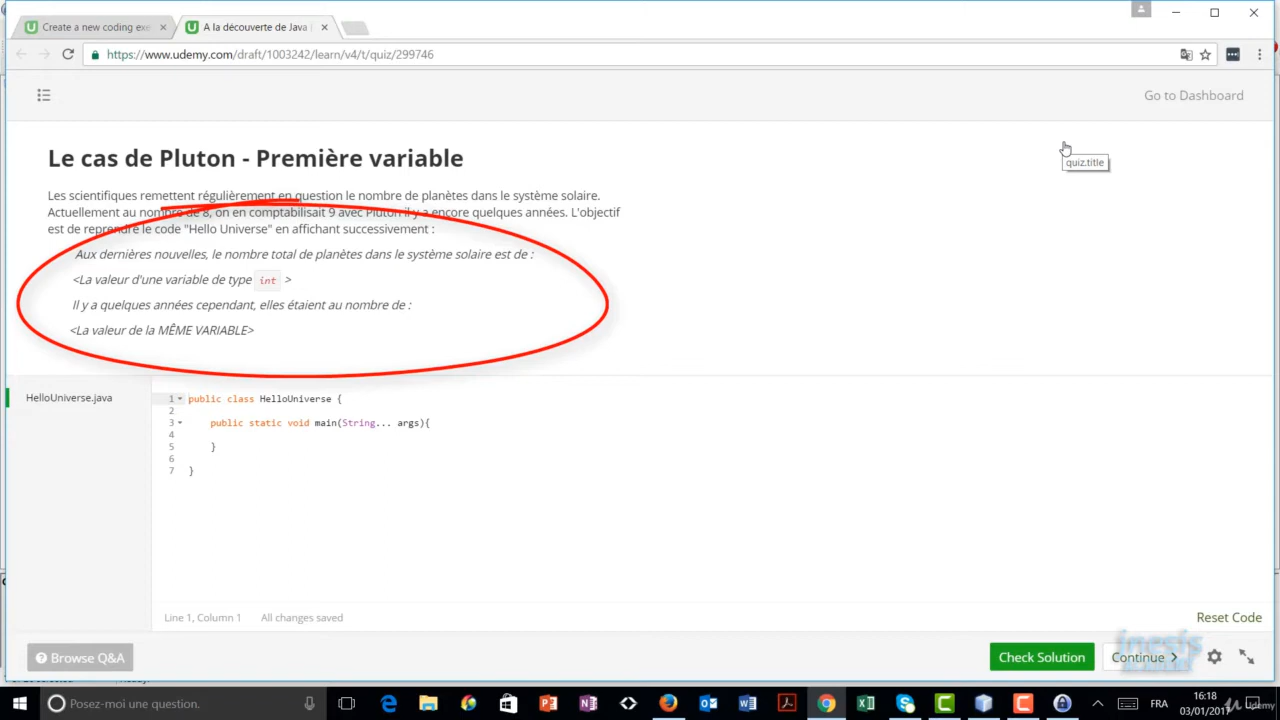 Create a new coding exe
A la découverte de Java (
https://www.udemy.com/draft/1003242/learn/v4/t/quiz/299746
Go to Dashboard
quiz.title
Le cas de Pluton - Première variable
Les scientifiques remettent régulièrement en question le nombre de planètes dans le système solaire.
Actuellement au nombre de 8, on en comptabilisait 9 avec Pluton il y a encore quelques années. L'objectif
est de reprendre le code "Hello Universe" en affichant successivement :
Aux dernières nouvelles, le nombre total de planètes dans le système solaire est de :
<La valeur d'une variable de type int >
Il y a quelques années cependant, elles étaient au nombre de :
<La valeur de la MÊME VARIABLE>
HelloUniverse.java
1 public class HelloUniverse {
2
3 public static void main(String... args){
4
5 }
6
7 }
Line 1, Column 1 All changes saved
Reset Code
Browse Q&A
Check Solution
Continue
inesis
Posez-moi une question.
FRA
16:18
03/01/2017
Udemy